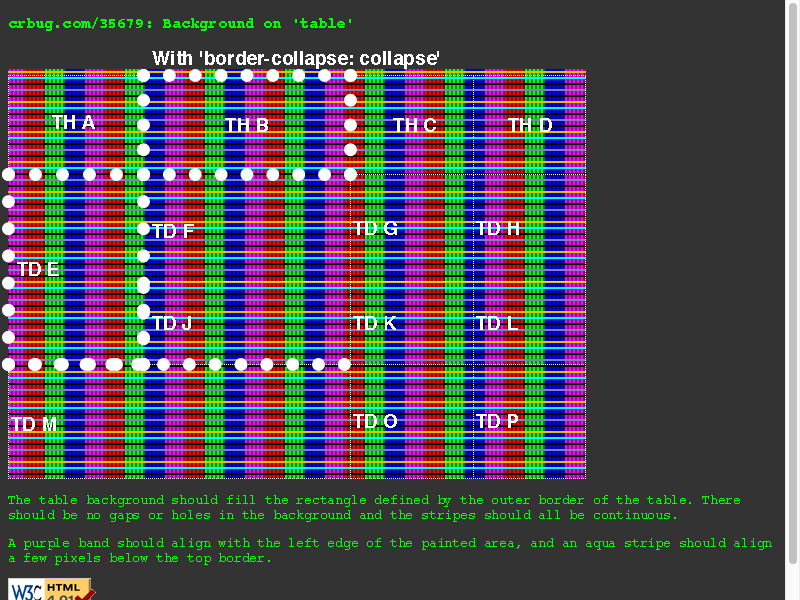 crbug.com/35679: Background on 'table'
With 'border-collapse: collapse'
TH A
TH B
TH C
TH D
TD E
TD F
TD G
TD H
TD J
TD K
TD L
TD M
TD O
TD P
The table background should fill the rectangle defined by the outer border of the table. There
should be no gaps or holes in the background and the stripes should all be continuous.
A purple band should align with the left edge of the painted area, and an aqua stripe should align
a few pixels below the top border.
W3C HTML
4.01